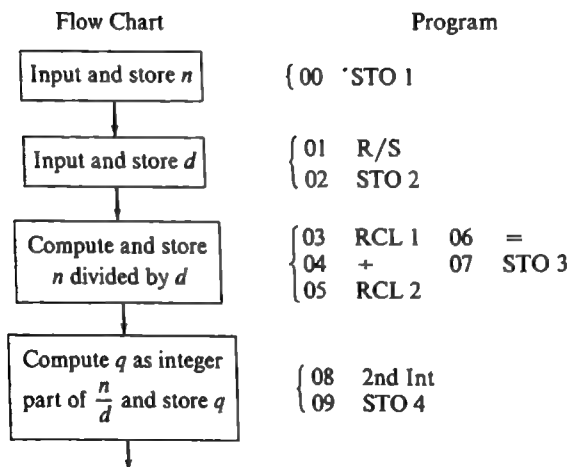 Flow Chart
Program
Input and store n
00 STO 1
Input and store d
01 R/S
02 STO 2
Compute and store
n divided by d
03 RCL 1 06 =
04 + 07 STO 3
05 RCL 2
Compute q as integer
part of n/d and store q
08 2nd Int
09 STO 4